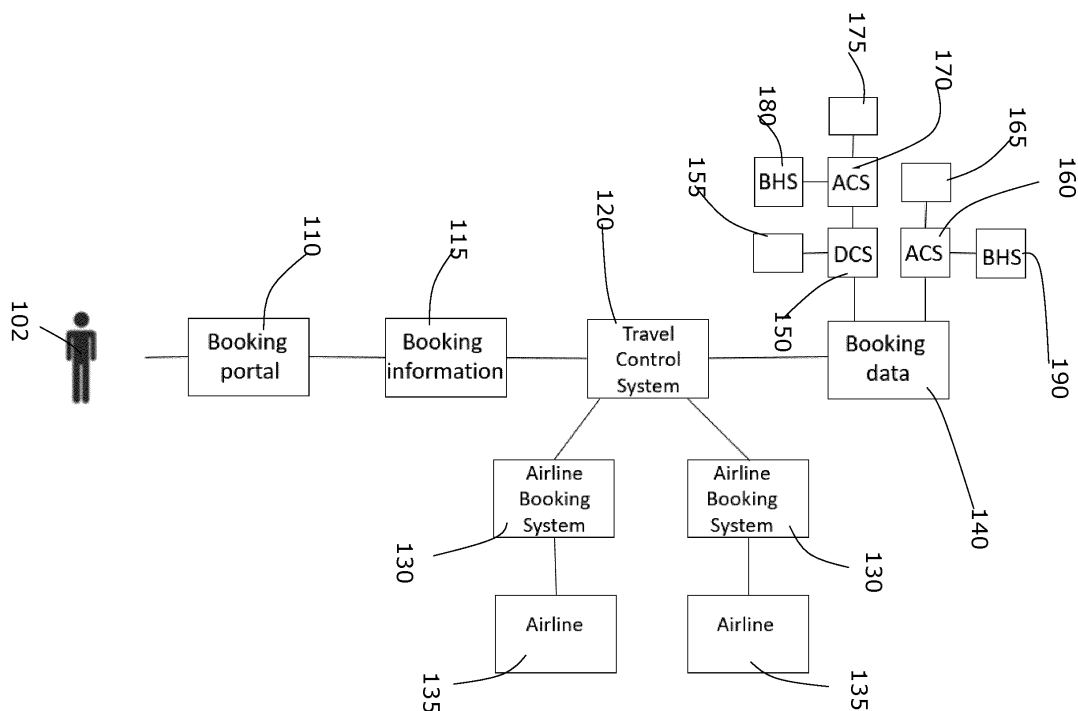 175
170
180
165
BHS
ACS
155
160
120
110
115
DCS
ACS
BHS
102
150
Booking
portal
Booking
information
Travel
Control
System
Booking
data
190
Airline
Booking
System
Airline
Booking
System
140
130
130
Airline
Airline
135
135